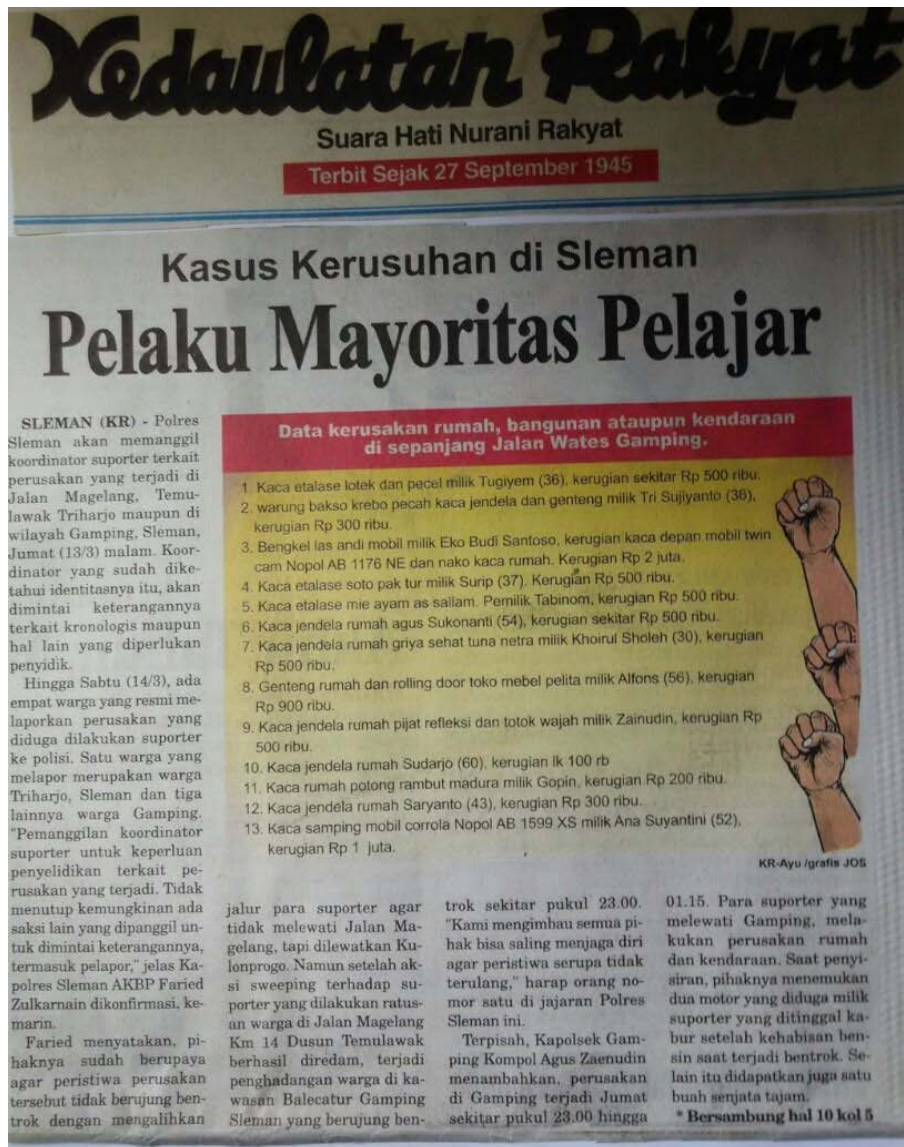 Kedaulatan Rakyat
Suara Hati Nurani Rakyat
Terbit Sejak 27 September 1945
Kasus Kerusuhan di Sleman
Pelaku Mayoritas Pelajar
SLEMAN (KR) - Polres
Sleman akan memanggil
koordinator suporter terkait
perusakan yang terjadi di
Jalan Magelang, Temu-
lawak Triharjo maupun di
wilayah Gamping, Sleman,
Jumat (13/3) malam. Koor-
dinator yang sudah dike-
tahui identitasnya itu, akan
dimintai keterangannya
terkait kronologis maupun
hal lain yang diperlukan
penyidik.
Hingga Sabtu (14/3), ada
empat warga yang resmi me-
laporkan perusakan yang
diduga dilakukan suporter
ke polisi. Satu warga yang
melapor merupakan warga
Triharjo, Sleman dan tiga
lainnya warga Gamping.
"Pemanggilan koordinator
suporter untuk keperluan
penyelidikan terkait pe-
rusakan yang terjadi. Tidak
menutup kemungkinan ada
saksi lain yang dipanggil un-
tuk dimintai keterangannya,
termasuk pelapor," jelas Ka-
polres Sleman AKBP Faried
Zulkarnain dikonfirmasi, ke-
marin.
Faried menyatakan, pi-
haknya sudah berupaya
agar peristiwa perusakan
tersebut tidak berujung ben-
trok dengan mengalihkan
Data kerusakan rumah, bangunan ataupun kendaraan
di sepanjang Jalan Wates Gamping.
1. Kaca etalase lotek dan pecel milik Tugiyem (36), kerugian sekitar Rp 500 ribu.
2. warung bakso krebo pecah kaca jendela dan genteng milik Tri Sujiyanto (36),
kerugian Rp 300 ribu.
3. Bengkel las andi mobil milik Eko Budi Santoso, kerugian kaca depan mobil twin
cam Nopol AB 1176 NE dan nako kaca rumah. Kerugian Rp 2 juta.
4. Kaca etalase soto pak tur milik Surip (37). Kerugian Rp 500 ribu.
5. Kaca etalase mie ayam as sallam. Pemilik Tabinom, kerugian Rp 500 ribu.
6. Kaca jendela rumah agus Sukonanti (54), kerugian sekitar Rp 500 ribu.
7. Kaca jendela rumah griya sehat tuna netra milik Khoirul Sholeh (30), kerugian
Rp 500 ribu.
8. Genteng rumah dan rolling door toko mebel pelita milik Alfons (56), kerugian
Rp 900 ribu.
9. Kaca jendela rumah pijat refleksi dan totok wajah milik Zainudin, kerugian Rp
500 ribu.
10. Kaca jendela rumah Sudarjo (60), kerugian lk 100 rb
11. Kaca rumah potong rambut madura milik Gopin, kerugian Rp 200 ribu.
12. Kaca jendela rumah Saryanto (43), kerugian Rp 300 ribu.
13. Kaca samping mobil corrola Nopol AB 1599 XS milik Ana Suyantini (52),
kerugian Rp 1 juta.
KR-Ayu /grafis JOS
jalur para suporter agar
tidak melewati Jalan Ma-
gelang, tapi dilewatkan Ku-
lonprogo. Namun setelah ak-
si sweeping terhadap su-
porter yang dilakukan ratus-
an warga di Jalan Magelang
Km 14 Dusun Temulawak
berhasil diredam, terjadi
penghadangan warga di ka-
wasan Balecatur Gamping
Sleman yang berujung ben-
trok sekitar pukul 23.00.
"Kami mengimbau semua pi-
hak bisa saling menjaga diri
agar peristiwa serupa tidak
terulang," harap orang no-
mor satu di jajaran Polres
Sleman ini.
Terpisah, Kapolsek Gam-
ping Kompol Agus Zaenudin
menambahkan, perusakan
di Gamping terjadi Jumat
sekitar pukul 23.00 hingga
01.15. Para suporter yang
melewati Gamping, mela-
kukan perusakan rumah
dan kendaraan. Saat penyi-
siran, pihaknya menemukan
dua motor yang diduga milik
suporter yang ditinggal ka-
bur setelah kehabisan ben-
sin saat terjadi bentrok. Se-
lain itu didapatkan juga satu
buah senjata tajam.
* Bersambung hal 10 kol 5